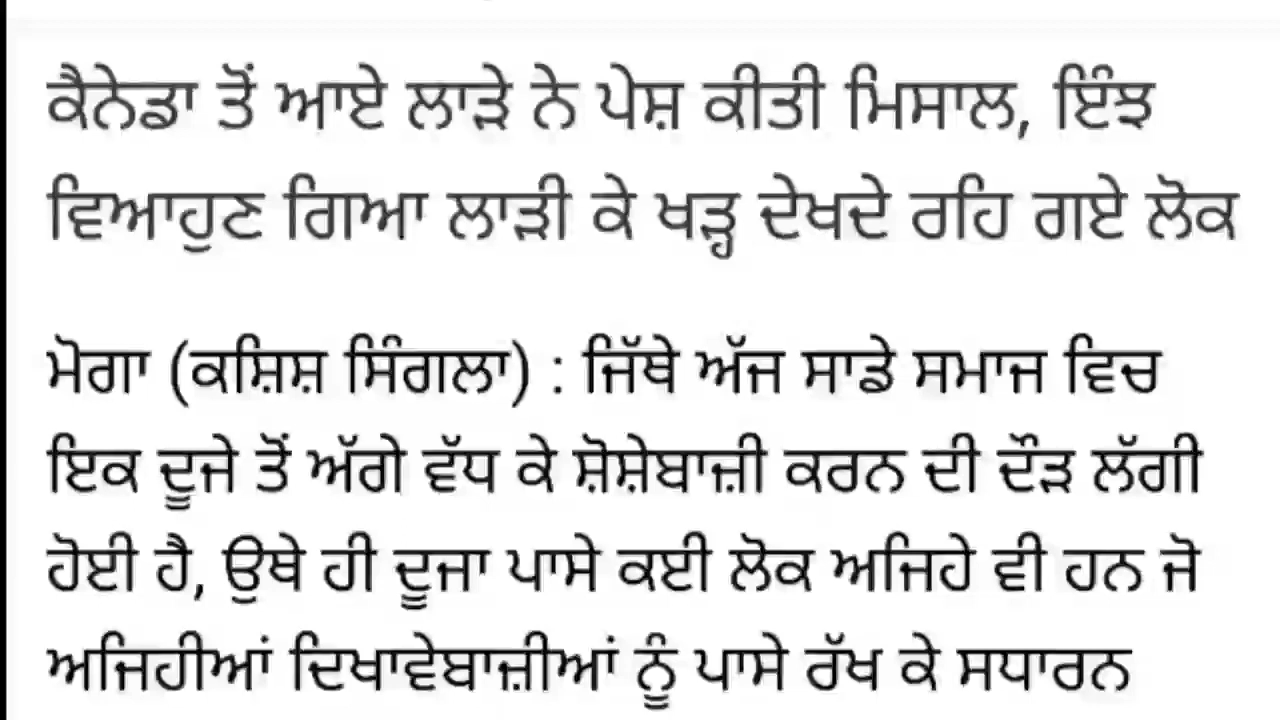 ਕੈਨੇਡਾ ਤੋਂ ਆਏ ਲਾੜੇ ਨੇ ਪੇਸ਼ ਕੀਤੀ ਮਿਸਾਲ, ਇੰਝ
ਵਿਆਹੁਣ ਗਿਆ ਲਾੜੀ ਕੇ ਖੜ੍ਹ ਦੇਖਦੇ ਰਹਿ ਗਏ ਲੋਕ
ਮੋਗਾ (ਕਸ਼ਿਸ਼ ਸਿੰਗਲਾ) : ਜਿੱਥੇ ਅੱਜ ਸਾਡੇ ਸਮਾਜ ਵਿਚ
ਇਕ ਦੂਜੇ ਤੋਂ ਅੱਗੇ ਵੱਧ ਕੇ ਸ਼ੋਸ਼ੇਬਾਜ਼ੀ ਕਰਨ ਦੀ ਦੌੜ ਲੱਗੀ
ਹੋਈ ਹੈ, ਉਥੇ ਹੀ ਦੂਜਾ ਪਾਸੇ ਕਈ ਲੋਕ ਅਜਿਹੇ ਵੀ ਹਨ ਜੋ
ਅਜਿਹੀਆਂ ਦਿਖਾਵੇਬਾਜ਼ੀਆਂ ਨੂੰ ਪਾਸੇ ਰੱਖ ਕੇ ਸਧਾਰਨ